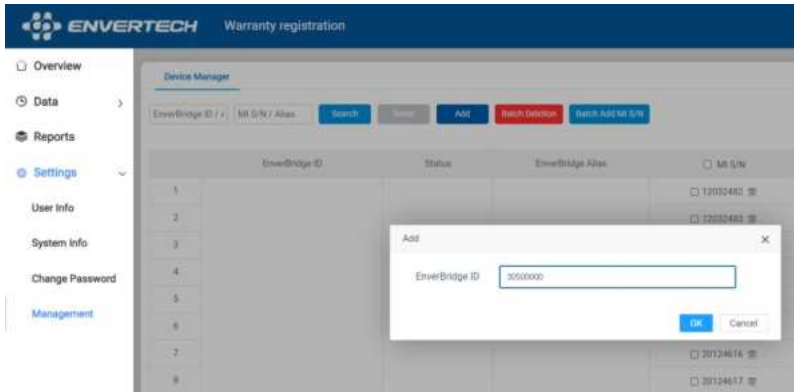 ENVERTECH Warranty registration
Overview
Data
Reports
Settings
User Info
System Info
Change Password
Management
Device Manager
EnverBridge ID / MI S/N / Alias Search Add Batch Deletion Batch Add MI S/N
EnverBridge ID Status EnverBridge Alias MI S/N
1 12032482
2 12032483
3
4
5
6
7 20124616
8 20124617
Add
EnverBridge ID 30500000
OK Cancel